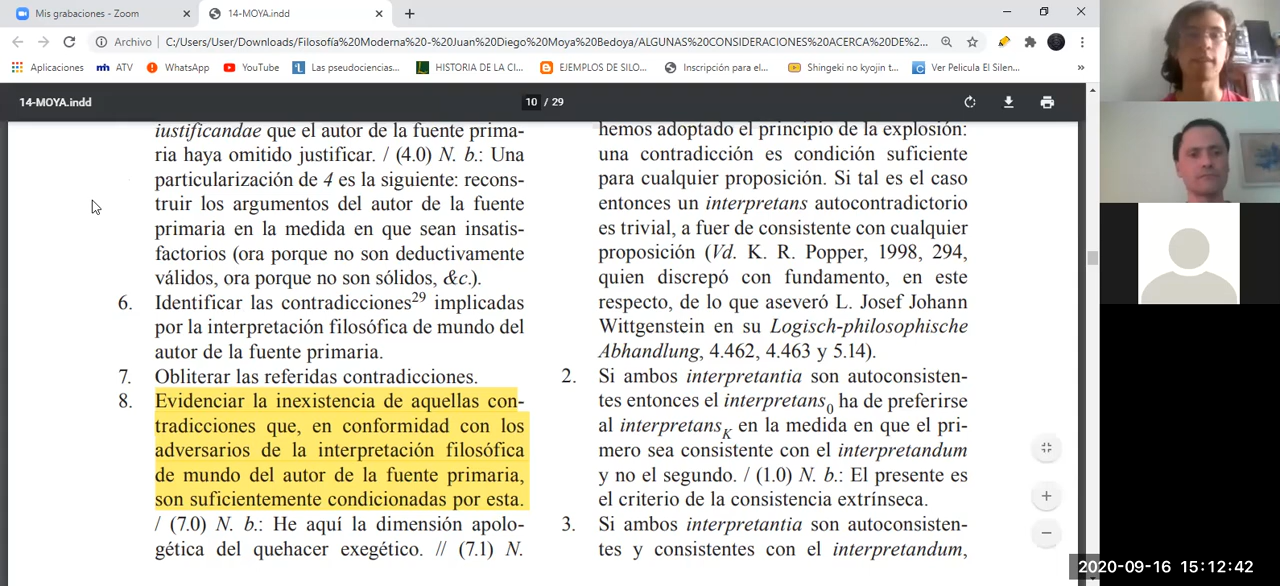 Mis grabaciones - Zoom
14-MOYA.indd
Archivo
C:/Users/User/Downloads/Filosofía%20Moderna%20-%20Juan%20Diego%20Moya%20Bedoya/ALGUNAS%20CONSIDERACIONES%20ACERCA%20DE%2...
Aplicaciones
mh ATV
WhatsApp
YouTube
Las pseudociencias...
HISTORIA DE LA CI...
EJEMPLOS DE SILO...
Inscripción para el...
Shingeki no kyojin t...
Ver Pelicula El Silen...
»
14-MOYA.indd
10 / 29
iustificandae que el autor de la fuente prima-
ria haya omitido justificar. / (4.0) N. b.: Una
particularización de 4 es la siguiente: recons-
truir los argumentos del autor de la fuente
primaria en la medida en que sean insatis-
factorios (ora porque no son deductivamente
válidos, ora porque no son sólidos, &c.).
6. Identificar las contradicciones29 implicadas
por la interpretación filosófica de mundo del
autor de la fuente primaria.
7. Obliterar las referidas contradicciones.
8. Evidenciar la inexistencia de aquellas con-
tradicciones que, en conformidad con los
adversarios de la interpretación filosófica
de mundo del autor de la fuente primaria,
son suficientemente condicionadas por esta.
/ (7.0) N. b.: He aquí la dimensión apolo-
gética del quehacer exegético. // (7.1) N.
hemos adoptado el principio de la explosión:
una contradicción es condición suficiente
para cualquier proposición. Si tal es el caso
entonces un interpretans autocontradictorio
es trivial, a fuer de consistente con cualquier
proposición (Vd. K. R. Popper, 1998, 294,
quien discrepó con fundamento, en este
respecto, de lo que aseveró L. Josef Johann
Wittgenstein en su Logisch-philosophische
Abhandlung, 4.462, 4.463 y 5.14).
2. Si ambos interpretantia son autoconsisten-
tes entonces el interpretans0 ha de preferirse
al interpretansK en la medida en que el pri-
mero sea consistente con el interpretandum
y no el segundo. / (1.0) N. b.: El presente es
el criterio de la consistencia extrínseca.
3. Si ambos interpretantia son autoconsisten-
tes y consistentes con el interpretandum,
2020-09-16 15:12:42